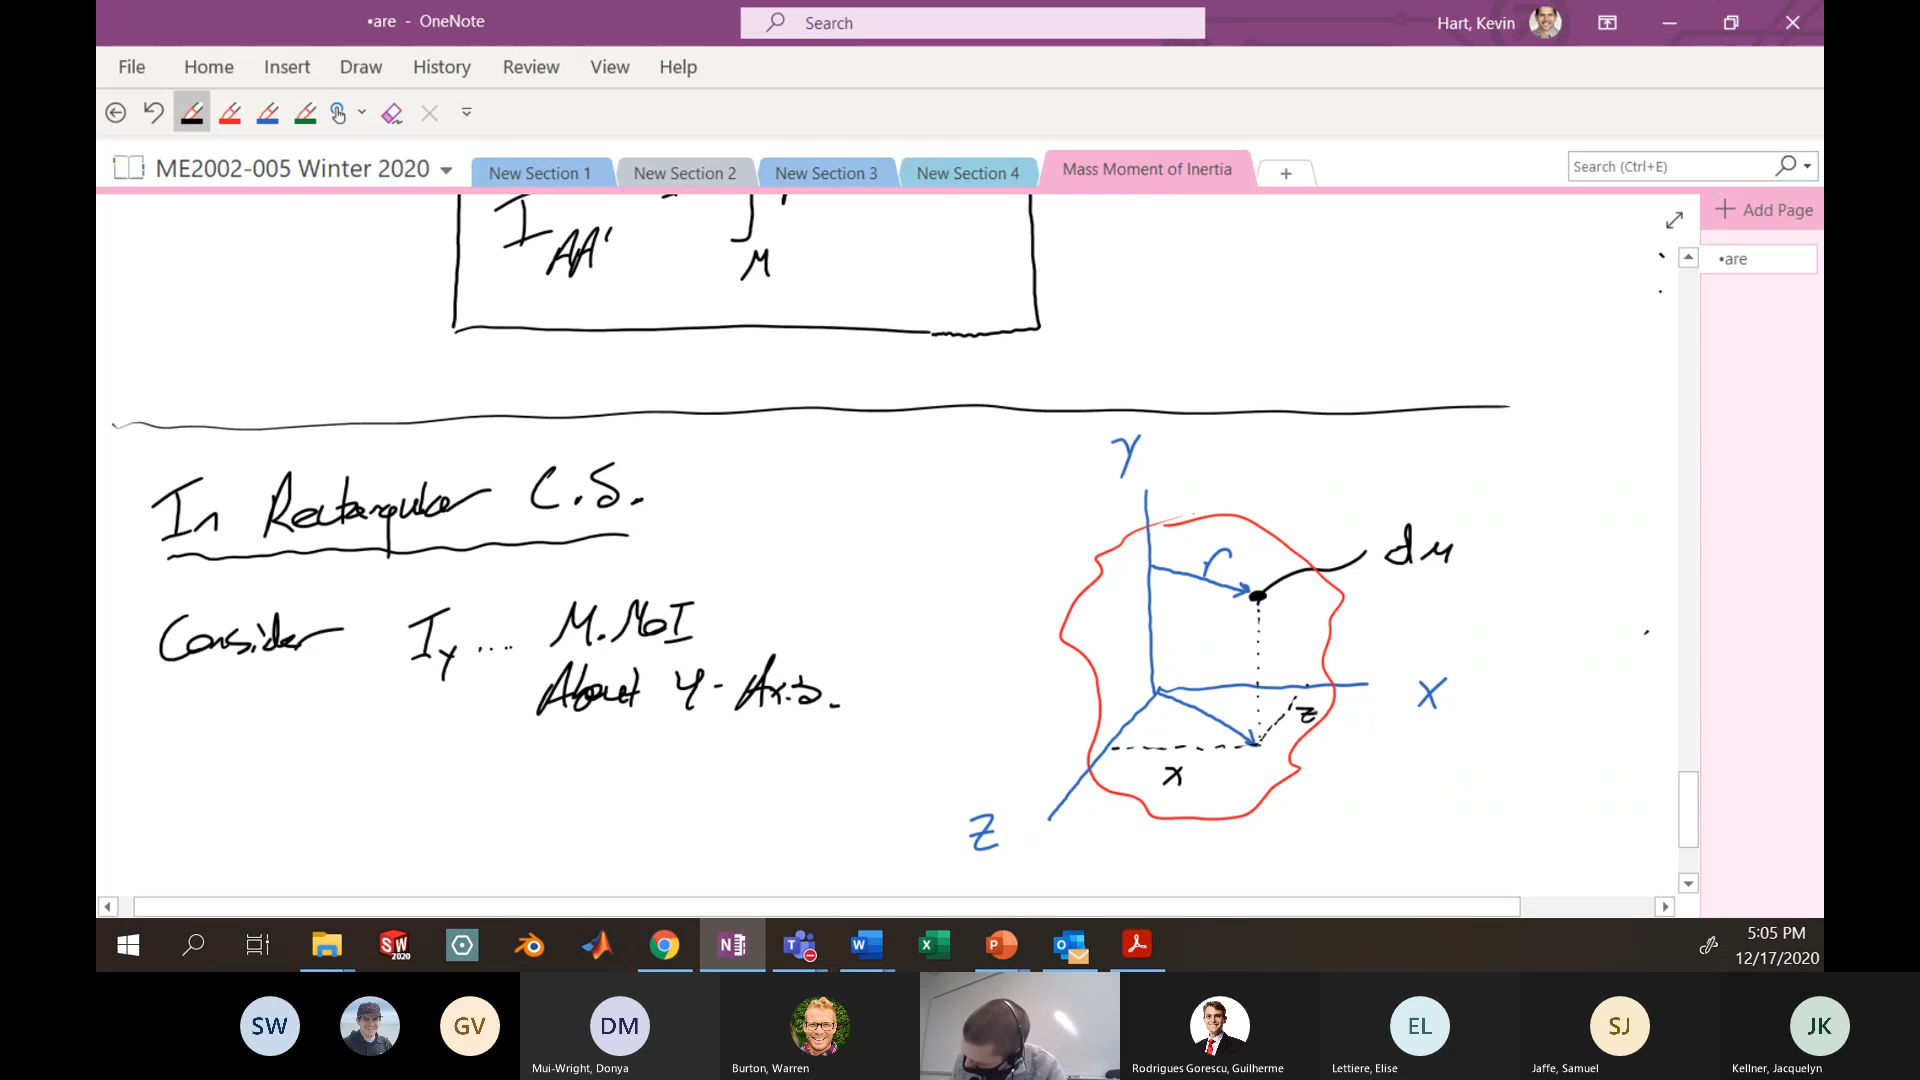 •are - OneNote
Search
Hart, Kevin
File Home Insert Draw History Review View Help
ME2002-005 Winter 2020
New Section 1
New Section 2
New Section 3
New Section 4
Mass Moment of Inertia
+
Search (Ctrl+E)
Add Page
•are
I AA' = ∫ M
In Rectangular C.S.
Consider I y .... M.MoI
About Y-Axis.
Y
r
dM
X
z
x
Z
SW
2020
5:05 PM
12/17/2020
SW
GV
DM
EL
SJ
JK
Mui-Wright, Donya
Burton, Warren
Rodrigues Gorescu, Guilherme
Lettiere, Elise
Jaffe, Samuel
Kellner, Jacquelyn